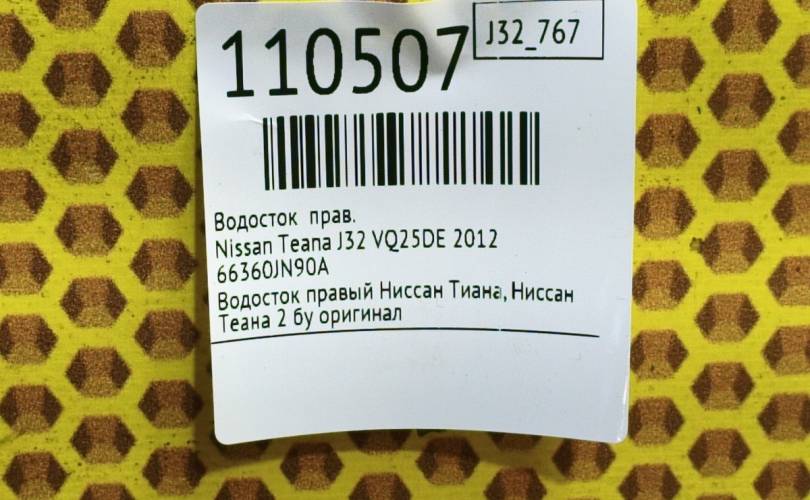 110507
J32_767
Водосток прав.
Nissan Teana J32 VQ25DE 2012
66360JN90A
Водосток правый Ниссан Тиана, Ниссан
Теана 2 бу оригинал